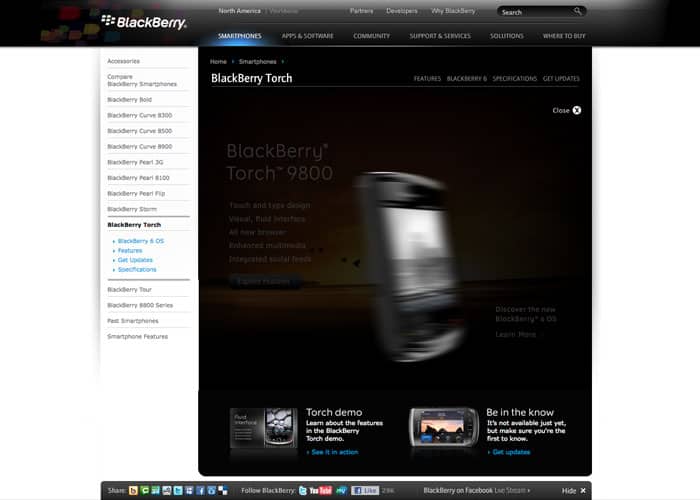 BlackBerry®
North America | Worldwide
Partners
Developers
Why BlackBerry
Search
SMARTPHONES
APPS & SOFTWARE
COMMUNITY
SUPPORT & SERVICES
SOLUTIONS
WHERE TO BUY
Accessories
Compare
BlackBerry Smartphones
BlackBerry Bold
BlackBerry Curve 8300
BlackBerry Curve 8500
BlackBerry Curve 8900
BlackBerry Pearl 3G
BlackBerry Pearl 8100
BlackBerry Pearl Flip
BlackBerry Storm
BlackBerry Torch
BlackBerry 6 OS
Features
Get Updates
Specifications
BlackBerry Tour
BlackBerry 8800 Series
Past Smartphones
Smartphone Features
Home
Smartphones
BlackBerry Torch
FEATURES
BLACKBERRY 6
SPECIFICATIONS
GET UPDATES
Close
BlackBerry®
Torch™ 9800
Touch and type design
Visual, fluid interface
All new browser
Enhanced multimedia
Integrated social feeds
Explore Features
Discover the new
BlackBerry® 6 OS
Learn More
Fluid
Interface
Torch demo
Learn about the features
in the BlackBerry
Torch demo.
See it in action
Be in the know
It's not available just yet,
but make sure you're the
first to know.
Get updates
Share:
Follow BlackBerry:
You Tube
Like
29K
BlackBerry on Facebook Live Stream
Hide